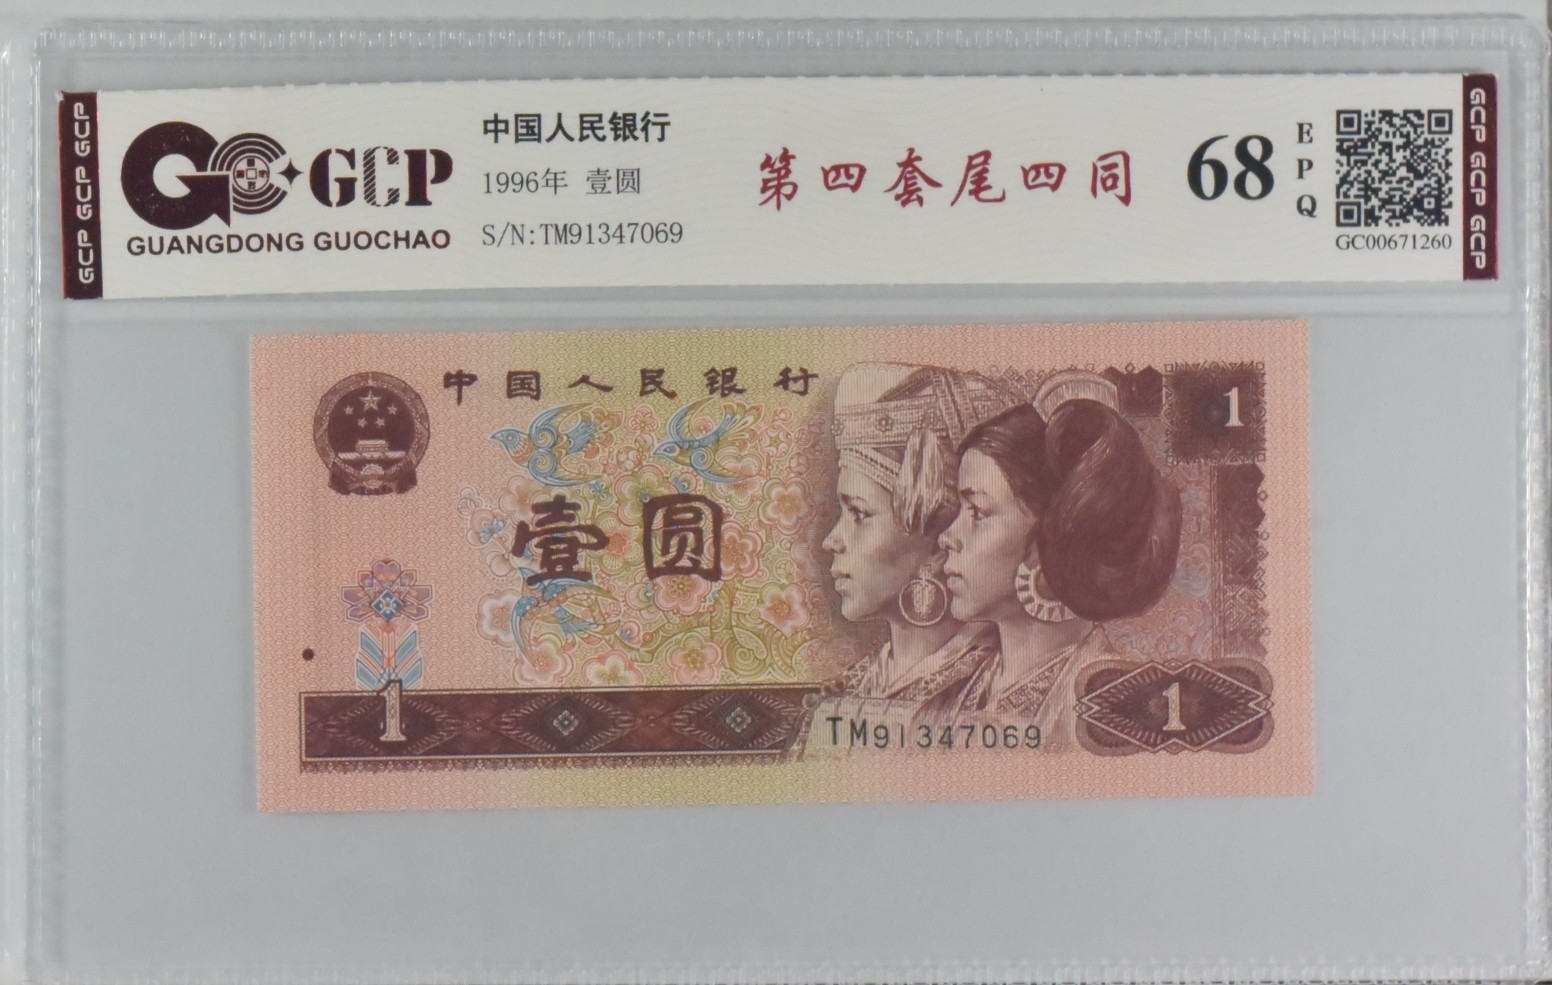 GCP GCP GCP
GCP
GUANGDONG GUOCHAO
中国人民银行
1996年 壹圆
S/N:TM91347069
第四套尾四同
68
EPQ
GC00671260
GCP GCP GCP
中国人民银行
1
壹圆
1
TM91347069
1